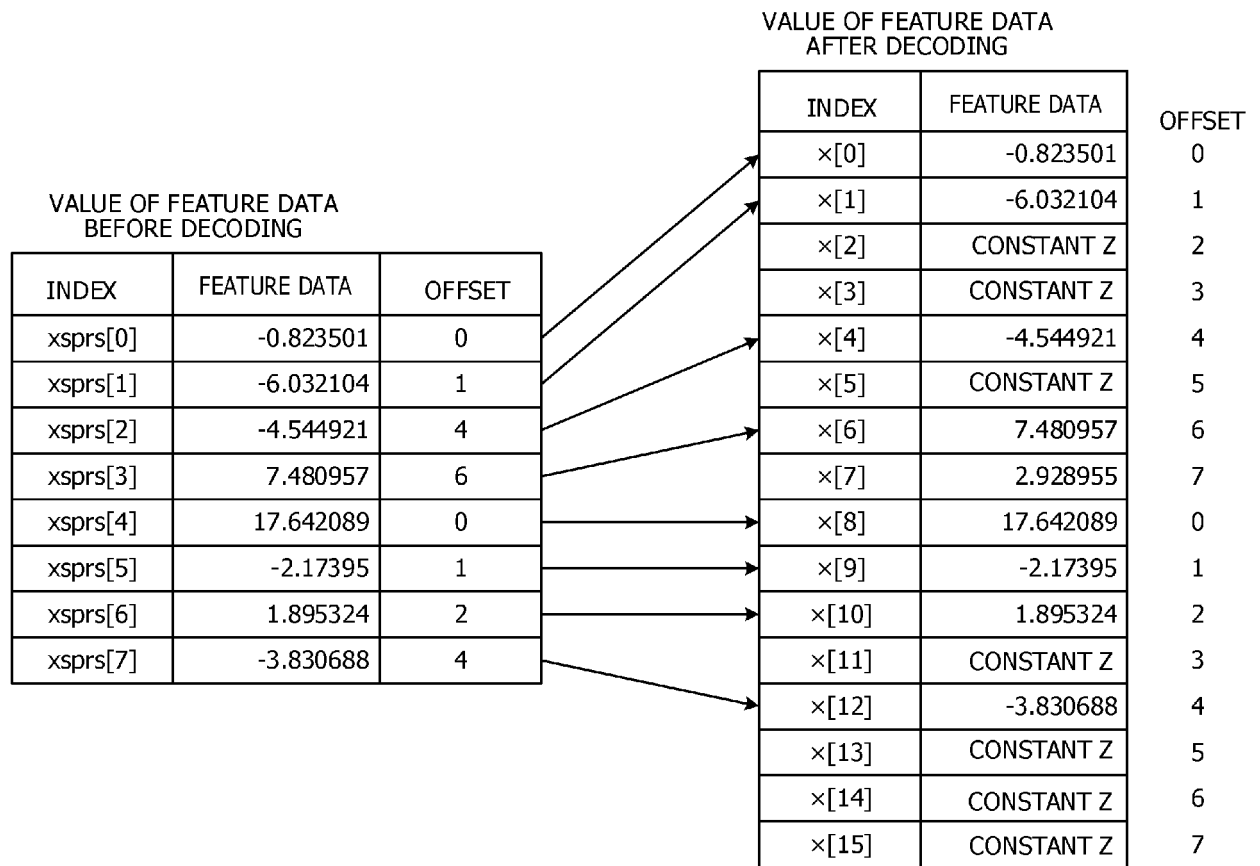 VALUE OF FEATURE DATA
BEFORE DECODING
INDEX FEATURE DATA OFFSET
xsprs[0] -0.823501 0
xsprs[1] -6.032104 1
xsprs[2] -4.544921 4
xsprs[3] 7.480957 6
xsprs[4] 17.642089 0
xsprs[5] -2.17395 1
xsprs[6] 1.895324 2
xsprs[7] -3.830688 4
VALUE OF FEATURE DATA
AFTER DECODING
INDEX FEATURE DATA OFFSET
×[0] -0.823501 0
×[1] -6.032104 1
×[2] CONSTANT Z 2
×[3] CONSTANT Z 3
×[4] -4.544921 4
×[5] CONSTANT Z 5
×[6] 7.480957 6
×[7] 2.928955 7
×[8] 17.642089 0
×[9] -2.17395 1
×[10] 1.895324 2
×[11] CONSTANT Z 3
×[12] -3.830688 4
×[13] CONSTANT Z 5
×[14] CONSTANT Z 6
×[15] CONSTANT Z 7